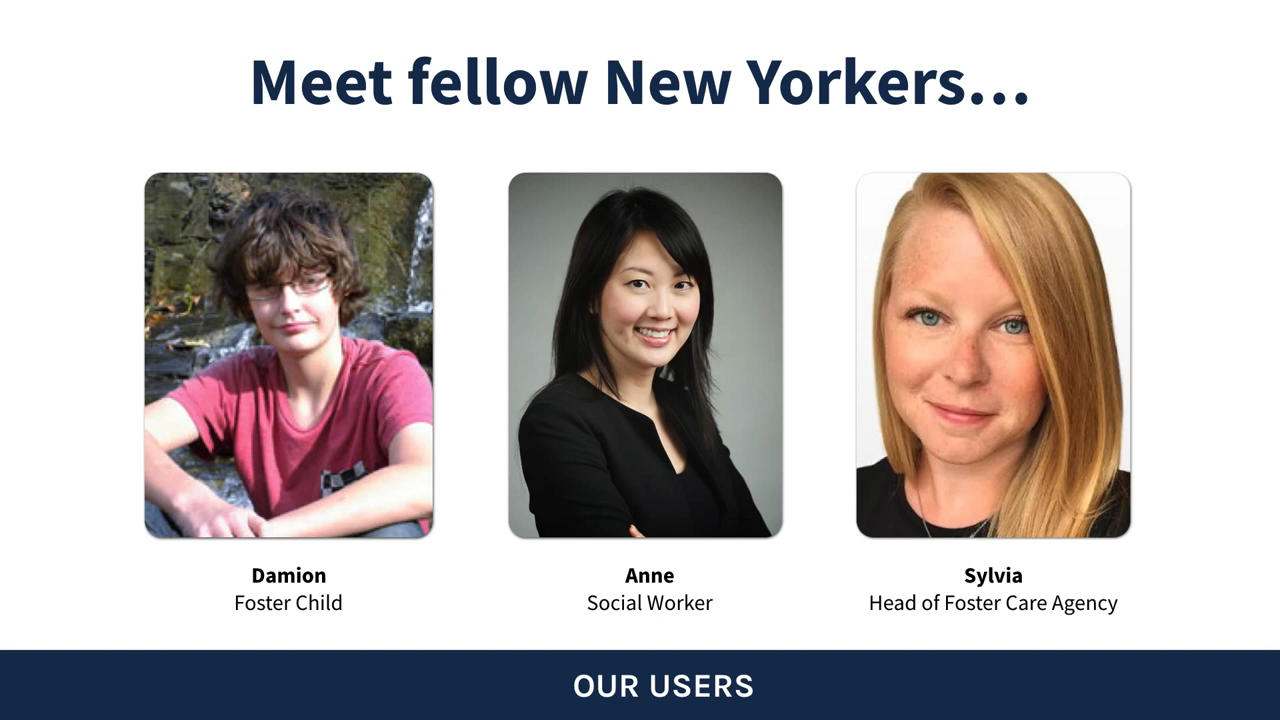 Meet fellow New Yorkers...
Damion
Foster Child
Anne
Social Worker
Sylvia
Head of Foster Care Agency
OUR USERS